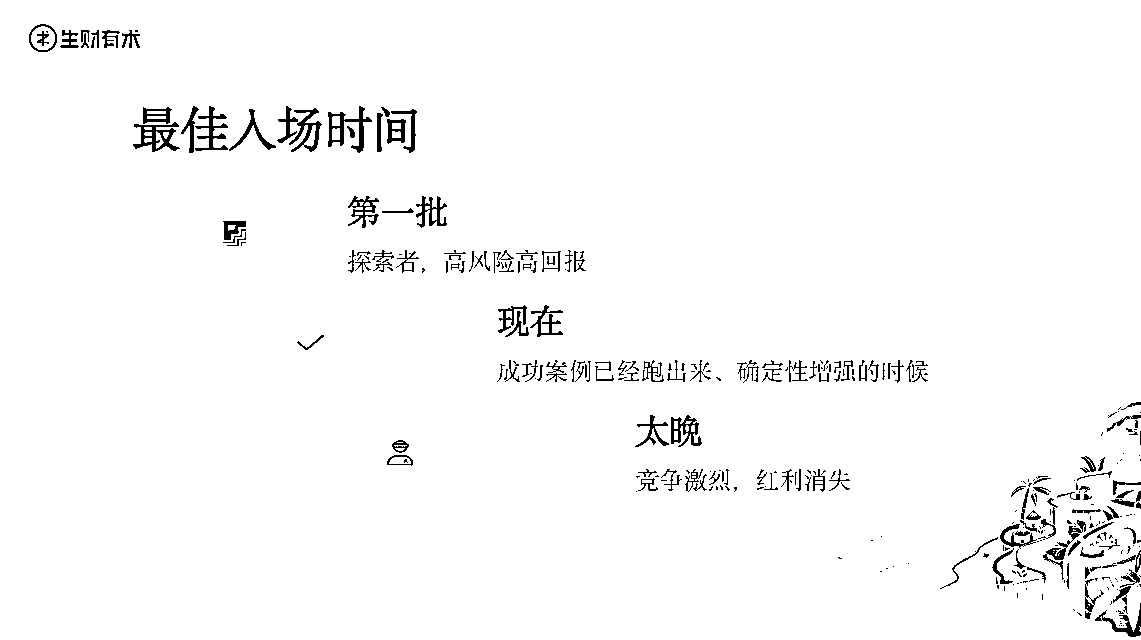 生财有术
最佳入场时间
第一批
探索者，高风险高回报
现在
成功案例已经跑出来、确定性增强的时候
太晚
竞争激烈，红利消失